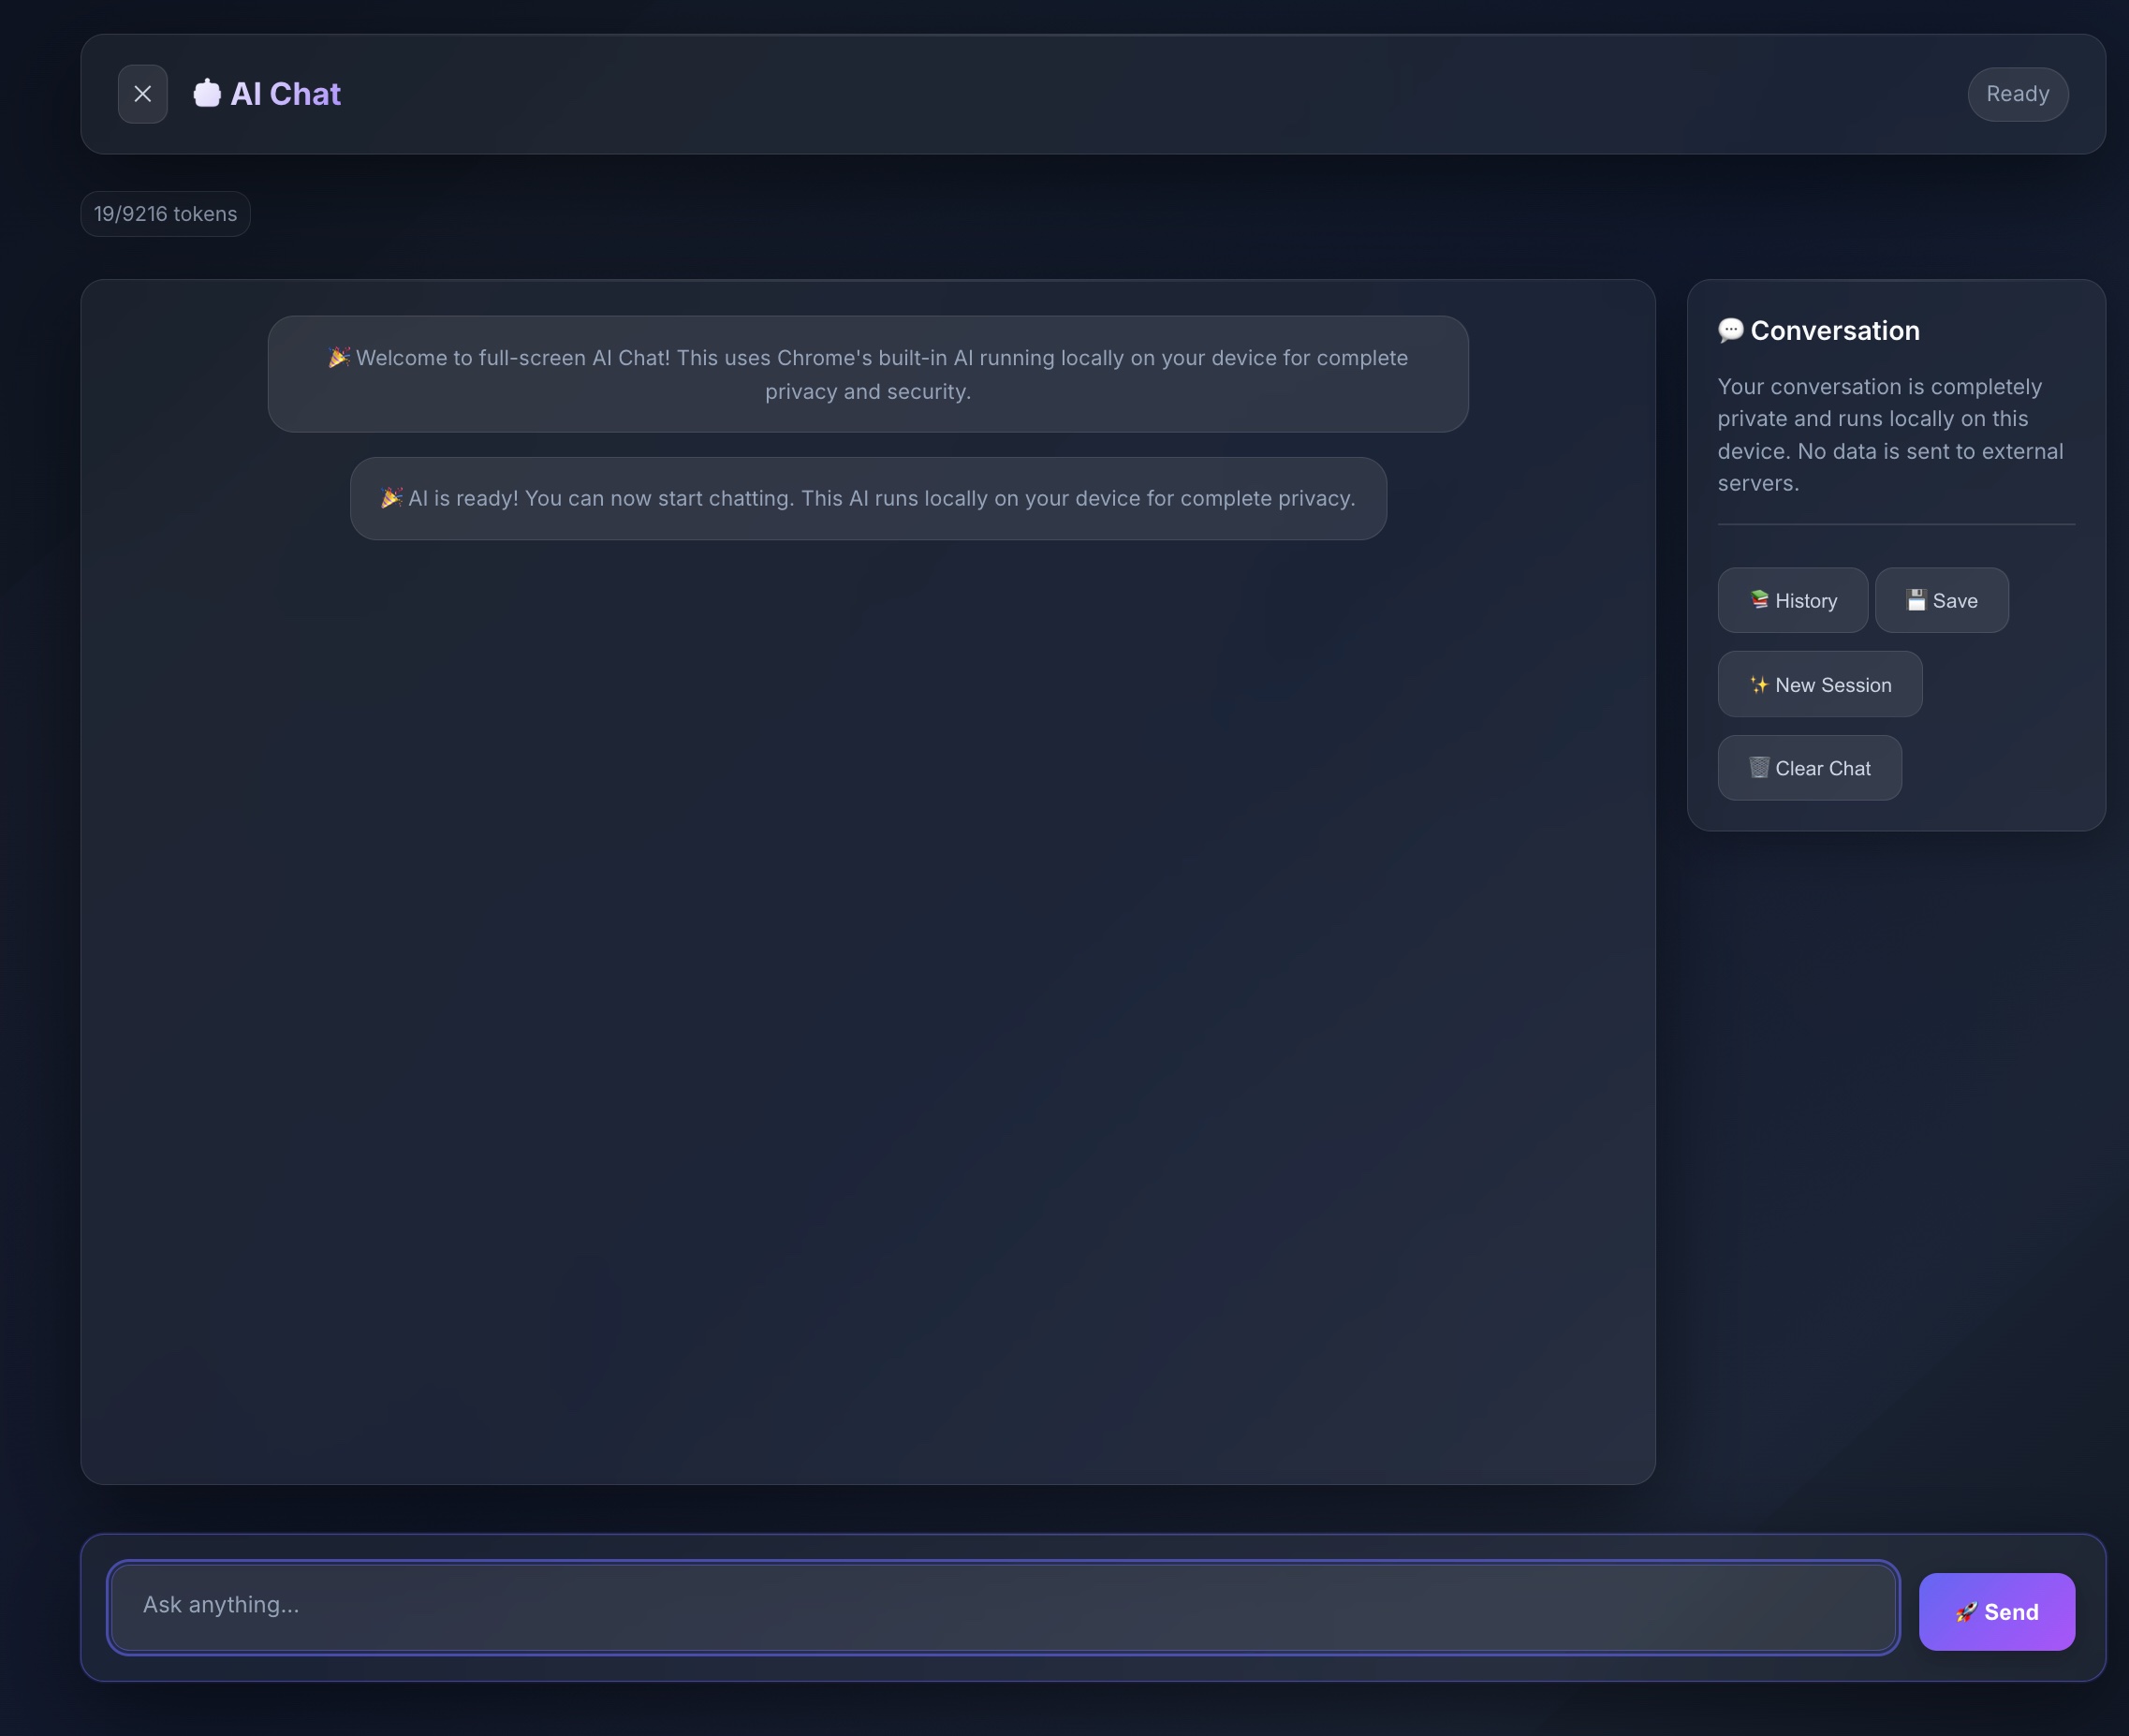 🤖 AI Chat
Ready
19/9216 tokens
🎉 Welcome to full-screen AI Chat! This uses Chrome's built-in AI running locally on your device for complete
privacy and security.
🎉 AI is ready! You can now start chatting. This AI runs locally on your device for complete privacy.
💬 Conversation
Your conversation is completely
private and runs locally on this
device. No data is sent to external
servers.
📚 History
💾 Save
✨ New Session
🗑️ Clear Chat
Ask anything...
🚀 Send